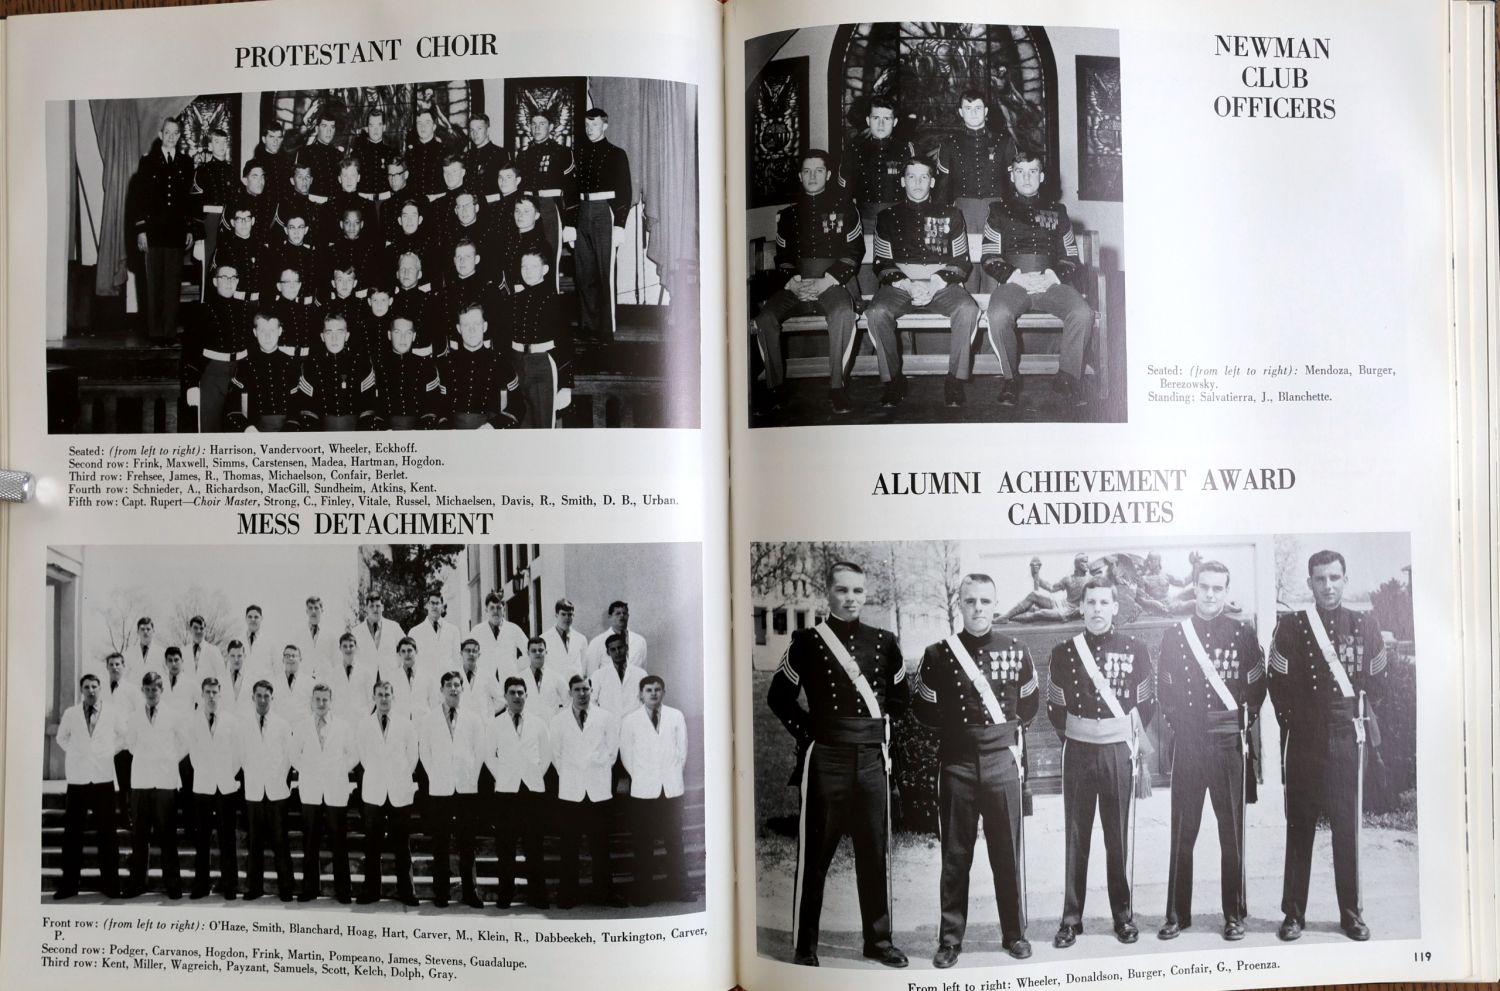 PROTESTANT CHOIR
Seated: (from left to right): Harrison, Vandervoort, Wheeler, Eckhoff.
Second row: Frink, Maxwell, Simms, Carstensen, Madea, Hartman, Hogdon.
Third row: Frehsee, James, R., Thomas, Michaelson, Confair, Berlet.
Fourth row: Schnieder, A., Richardson, MacGill, Sundheim, Atkins, Kent.
Fifth row: Capt. Rupert—Choir Master, Strong, C., Finley, Vitale, Russel, Michaelsen, Davis, R., Smith, D. B., Urban.
MESS DETACHMENT
Front row: (from left to right): O'Haze, Smith, Blanchard, Hoag, Hart, Carver, M., Klein, R., Dabbeekeh, Turkington, Carver,
P.
Second row: Podger, Carvanos, Hogdon, Frink, Martin, Pompeano, James, Stevens, Guadalupe.
Third row: Kent, Miller, Wagreich, Payzant, Samuels, Scott, Kelch, Dolph, Gray.
NEWMAN
CLUB
OFFICERS
Seated: (from left to right): Mendoza, Burger,
Berezowsky.
Standing: Salvatierra, J., Blanchette.
ALUMNI ACHIEVEMENT AWARD
CANDIDATES
From left to right: Wheeler, Donaldson, Burger, Confair, G., Proenza.
119